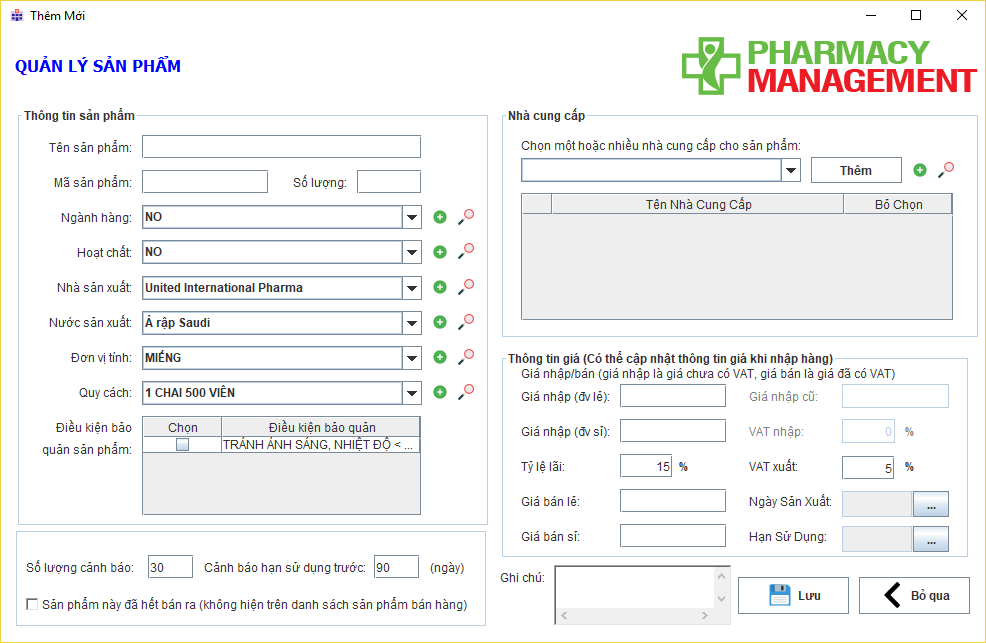 Thêm Mới
QUẢN LÝ SẢN PHẨM
PHARMACY
MANAGEMENT
Thông tin sản phẩm
Tên sản phẩm:
Mã sản phẩm:
Số lượng:
Ngành hàng:
NO
Hoạt chất:
NO
Nhà sản xuất:
United International Pharma
Nước sản xuất:
Ả rập Saudi
Đơn vị tính:
MIẾNG
Quy cách:
1 CHAI 500 VIÊN
Điều kiện bảo
quản sản phẩm:
Chọn
Điều kiện bảo quản
TRÁNH ÁNH SÁNG, NHIỆT ĐỘ < ...
Số lượng cảnh báo:
30
Cảnh báo hạn sử dụng trước:
90
(ngày)
Sản phẩm này đã hết bán ra (không hiện trên danh sách sản phẩm bán hàng)
Nhà cung cấp
Chọn một hoặc nhiều nhà cung cấp cho sản phẩm:
Thêm
Tên Nhà Cung Cấp
Bỏ Chọn
Thông tin giá (Có thể cập nhật thông tin giá khi nhập hàng)
Giá nhập/bán (giá nhập là giá chưa có VAT, giá bán là giá đã có VAT)
Giá nhập (đv lẻ):
Giá nhập cũ:
Giá nhập (đv sỉ):
VAT nhập:
0
%
Tỷ lệ lãi:
15
%
VAT xuất:
5
%
Giá bán lẻ:
Ngày Sản Xuất:
...
Giá bán sỉ:
Hạn Sử Dụng:
...
Ghi chú:
Lưu
Bỏ qua